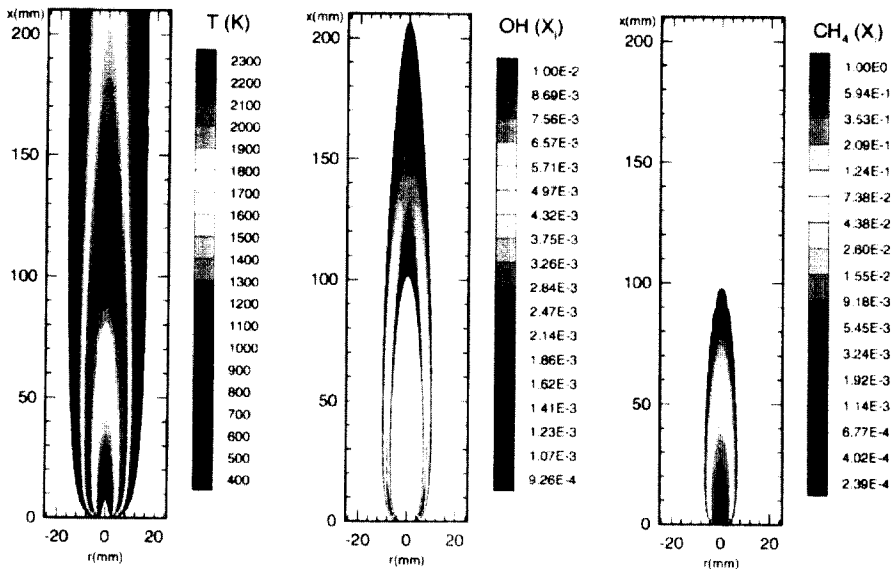 x(mm)
200
150
100
50
0
-20
0
20
r(mm)
T (K)
2300
2200
2100
2000
1900
1800
1700
1600
1500
1400
1300
1200
1100
1000
900
800
700
600
500
400
x(mm)
200
150
100
50
0
-20
0
20
r(mm)
OH (Xi)
1.00E-2
8.69E-3
7.56E-3
6.57E-3
5.71E-3
4.97E-3
4.32E-3
3.75E-3
3.26E-3
2.84E-3
2.47E-3
2.14E-3
1.86E-3
1.62E-3
1.41E-3
1.23E-3
1.07E-3
9.26E-4
x(mm)
200
150
100
50
0
-20
0
20
r(mm)
CH4 (Xi)
1.00E0
5.94E-1
3.53E-1
2.09E-1
1.24E-1
7.38E-2
4.38E-2
2.60E-2
1.55E-2
9.18E-3
5.45E-3
3.24E-3
1.92E-3
1.14E-3
6.77E-4
4.02E-4
2.39E-4